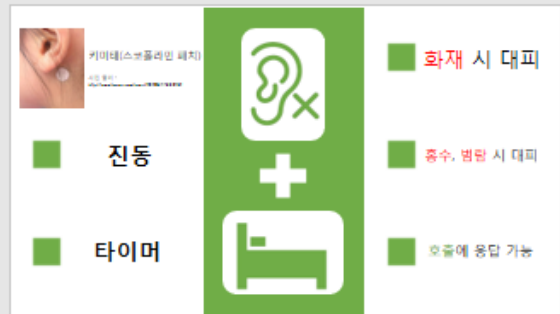 키미테(스코폴라민 패치)
진동
타이머
화재 시 대피
홍수, 범람 시 대피
호출에 응답 가능